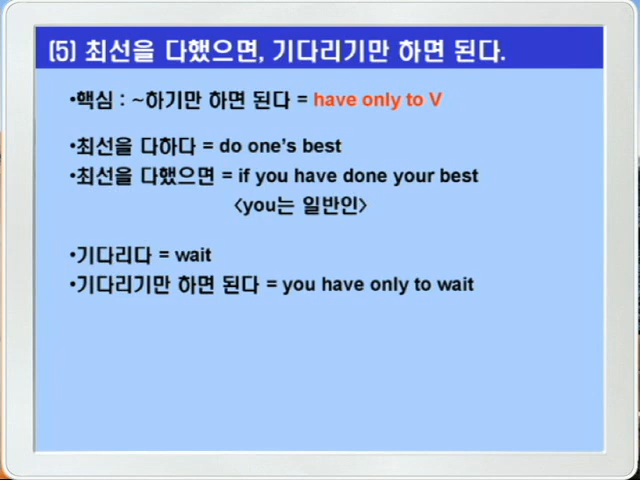 (5) 최선을 다했으면, 기다리기만 하면 된다.
•핵심 : ~하기만 하면 된다 = have only to V
•최선을 다하다 = do one's best
•최선을 다했으면 = if you have done your best
<you는 일반인>
•기다리다 = wait
•기다리기만 하면 된다 = you have only to wait